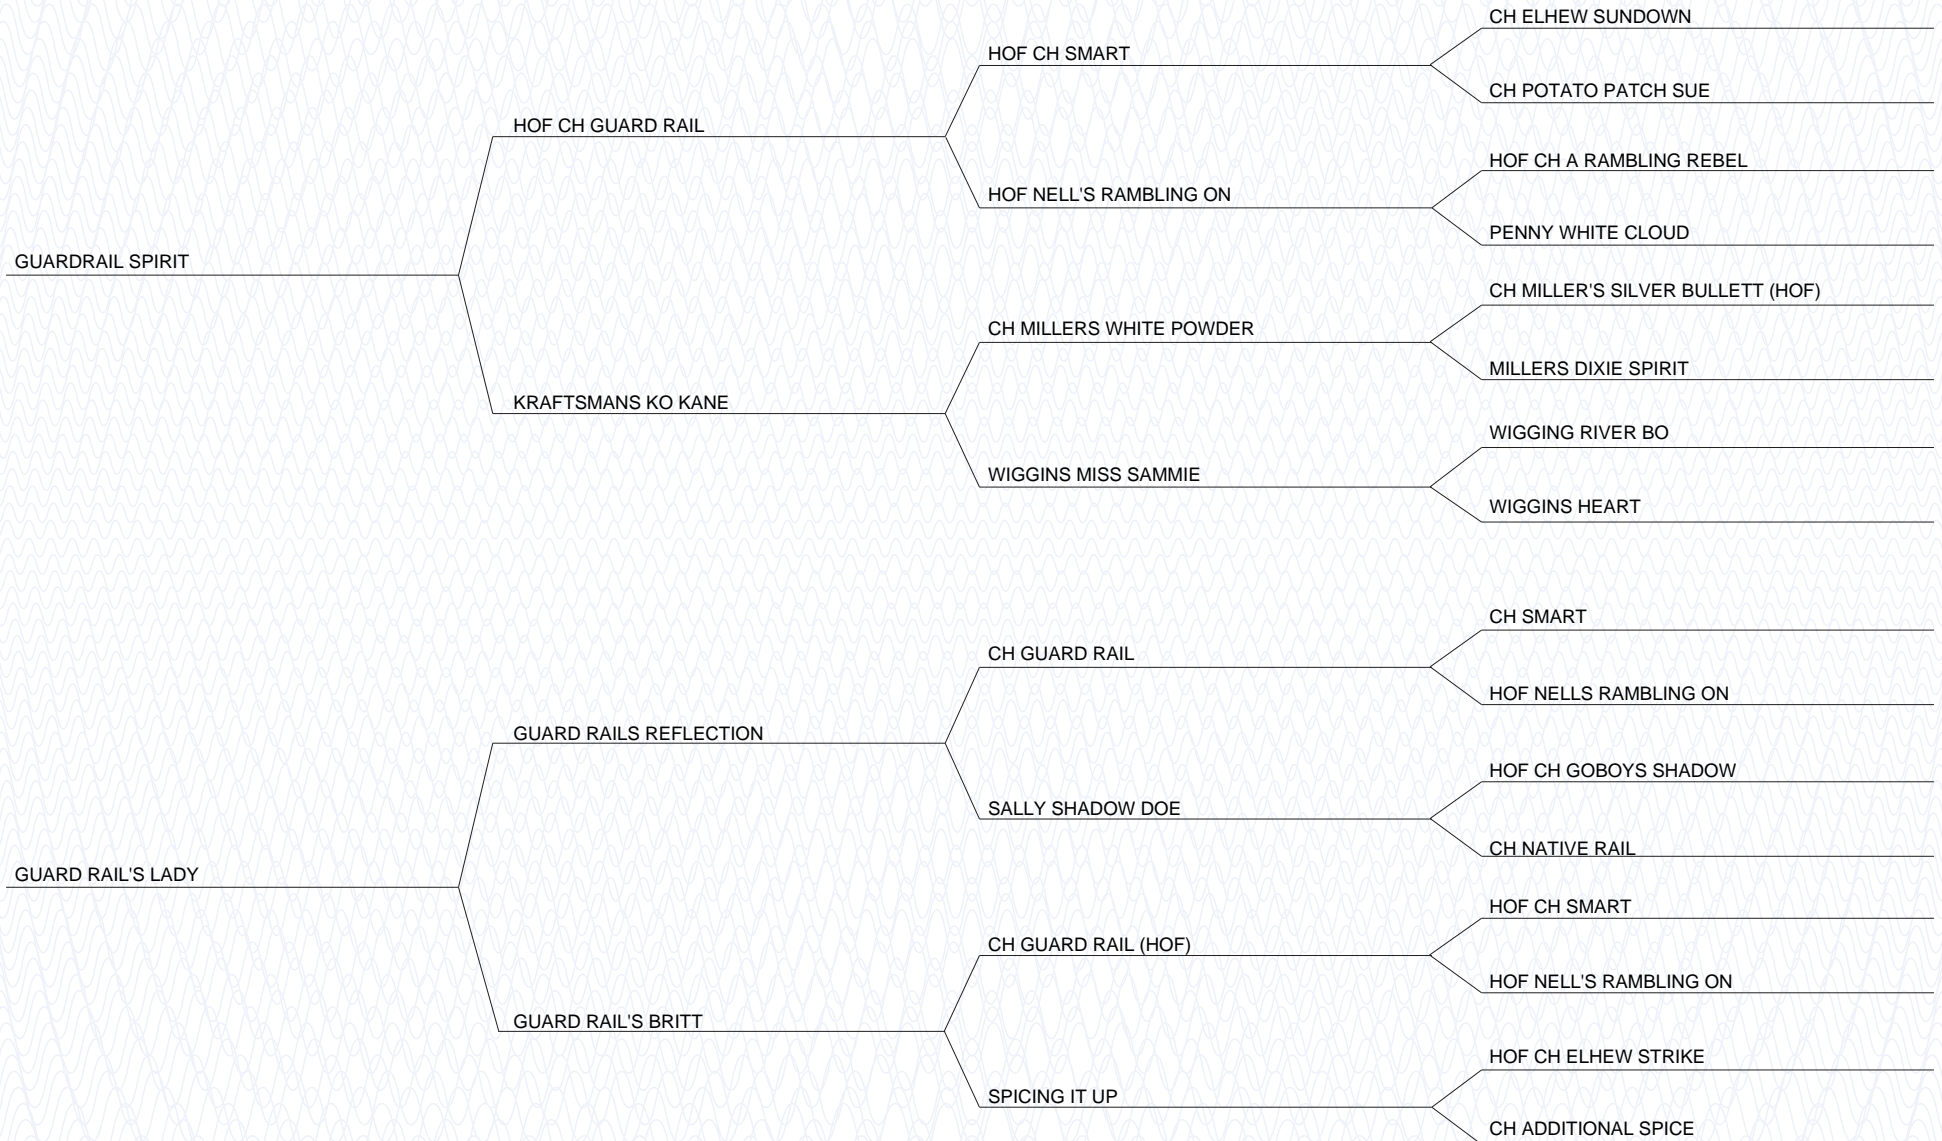 CH ELHEW SUNDOWN
HOF CH SMART
CH POTATO PATCH SUE
HOF CH GUARD RAIL
HOF CH A RAMBLING REBEL
HOF NELL'S RAMBLING ON
PENNY WHITE CLOUD
GUARDRAIL SPIRIT
CH MILLER'S SILVER BULLETT (HOF)
CH MILLERS WHITE POWDER
MILLERS DIXIE SPIRIT
KRAFTSMANS KO KANE
WIGGING RIVER BO
WIGGINS MISS SAMMIE
WIGGINS HEART
CH SMART
CH GUARD RAIL
HOF NELLS RAMBLING ON
GUARD RAILS REFLECTION
HOF CH GOBOYS SHADOW
SALLY SHADOW DOE
CH NATIVE RAIL
GUARD RAIL'S LADY
HOF CH SMART
CH GUARD RAIL (HOF)
HOF NELL'S RAMBLING ON
GUARD RAIL'S BRITT
HOF CH ELHEW STRIKE
SPICING IT UP
CH ADDITIONAL SPICE